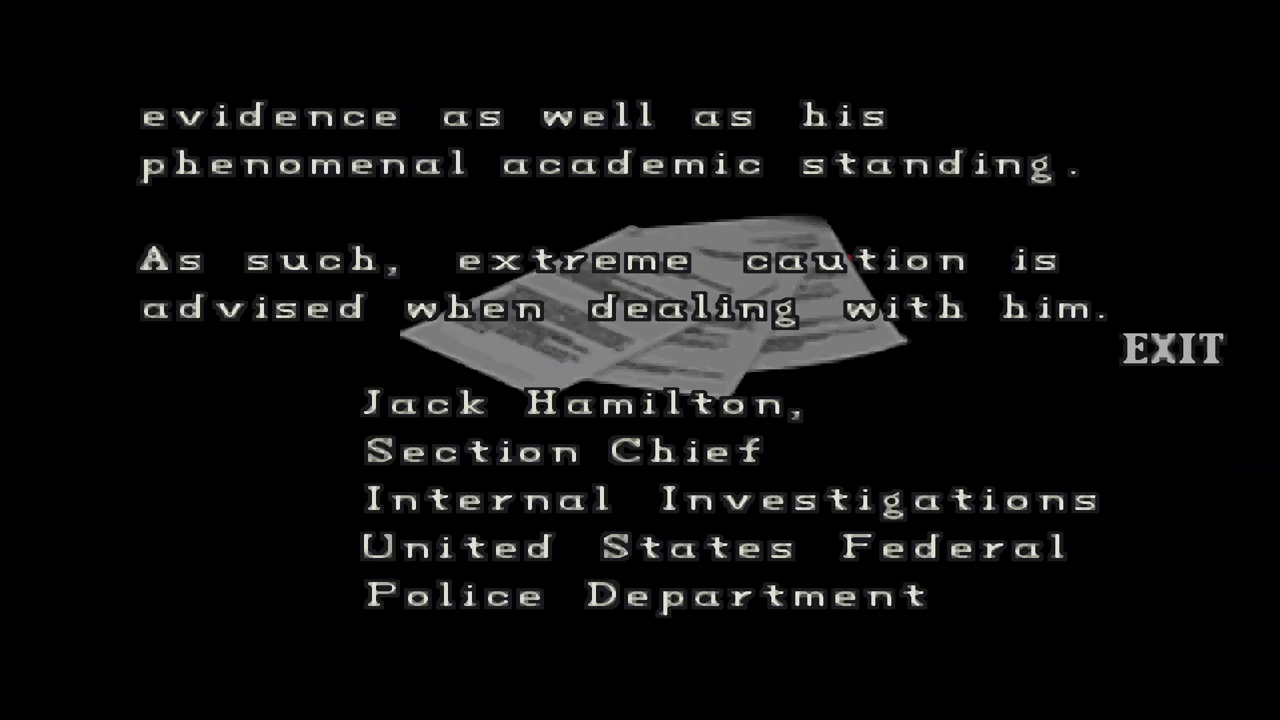 evidence as well as his
phenomenal academic standing.
As such, extreme caution is
advised when dealing with him.
EXIT
Jack Hamilton,
Section Chief
Internal Investigations
United States Federal
Police Department